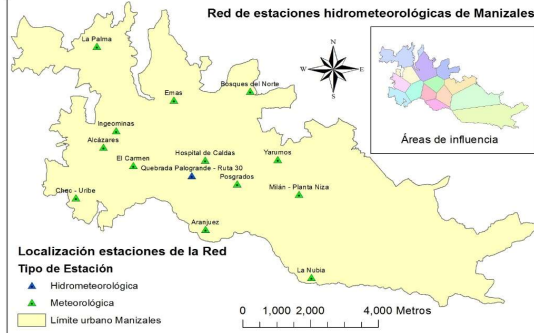 Red de estaciones hidrometeorológicas de Manizales
La Palma
N
W E
S
Bosques del Norte
Emas
Áreas de influencia
Ingeominas
Alcázares
El Carmen
Hospital de Caldas
Yarumos
Quebrada Palogrande - Ruta 30
Posgrados
Milán - Planta Niza
Chec - Uribe
Aranjuez
Localización estaciones de la Red
Tipo de Estación
La Nubia
Hidrometeorológica
Meteorológica
Límite urbano Manizales
0 1,000 2,000 4,000 Metros